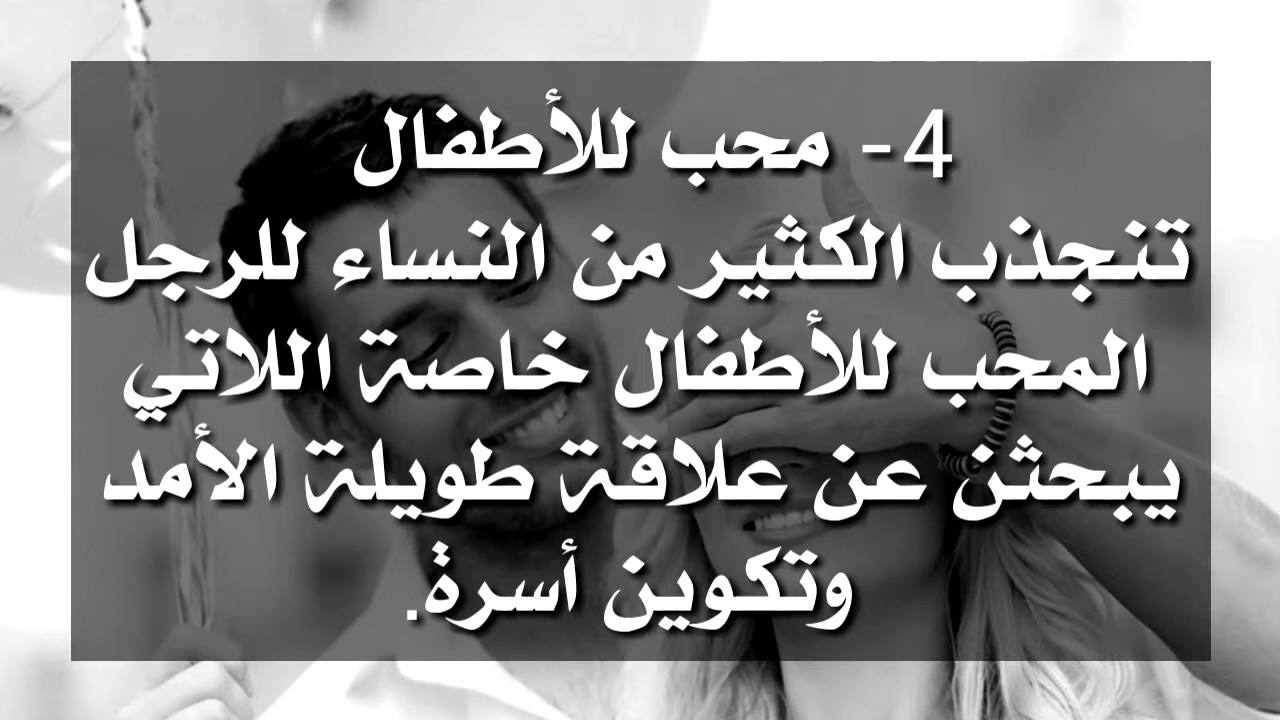 4- محب للأطفال
تنجذب الكثير من النساء للرجل
المحب للأطفال خاصة اللاتي
يبحثن عن علاقة طويلة الأمد
وتكوين أسرة.